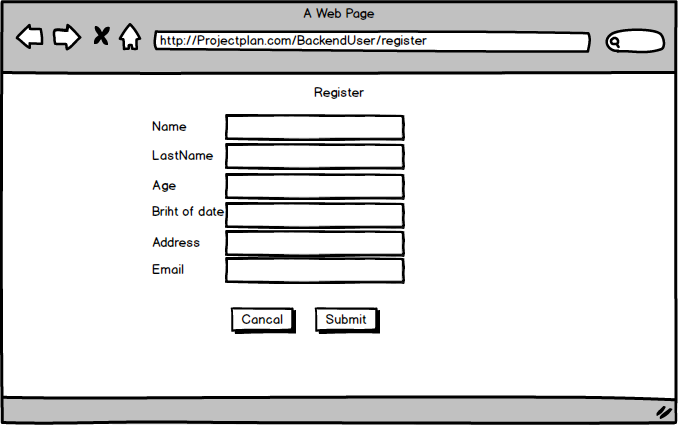 A Web Page
http://Projectplan.com/BackendUser/register
Register
Name
LastName
Age
Briht of date
Address
Email
Cancal Submit